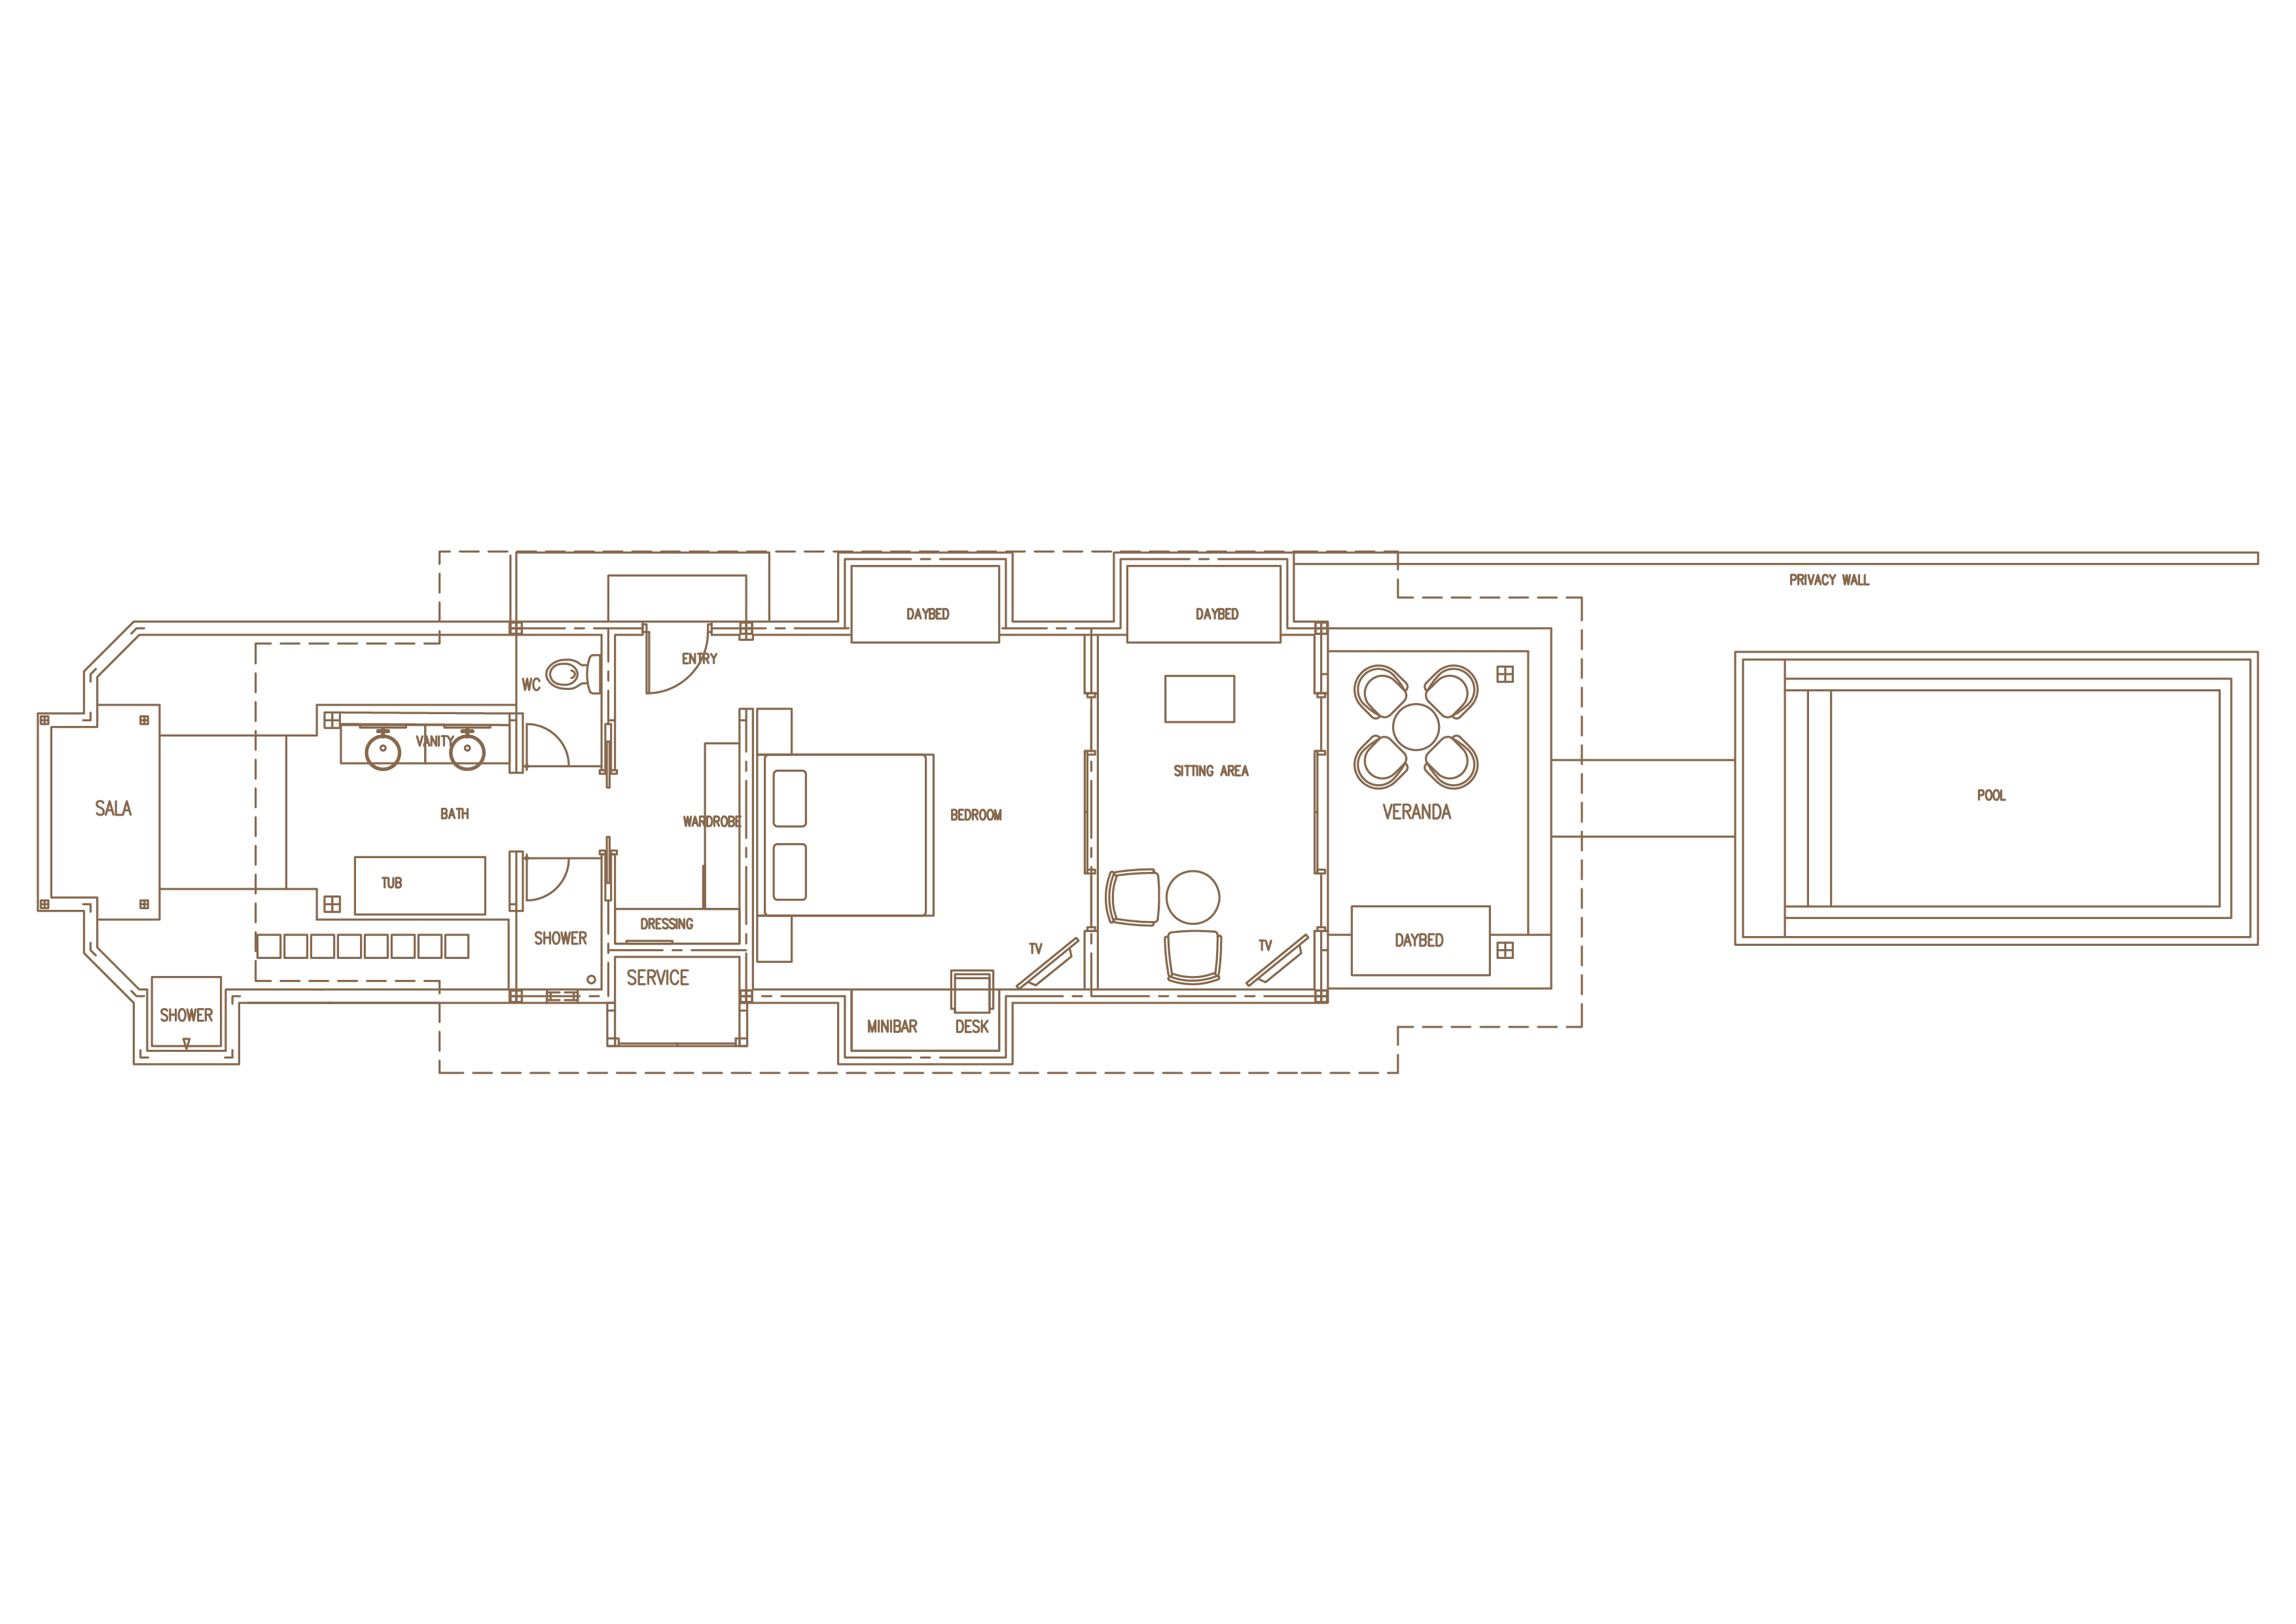 PRIVACY WALL
DAYBED
DAYBED
ENTRY
WC
VANITY
SITTING AREA
POOL
SALA
BATH
WARDROBE
BEDROOM
VERANDA
TUB
DRESSING
SHOWER
TV
TV
DAYBED
SERVICE
SHOWER
MINIBAR
DESK